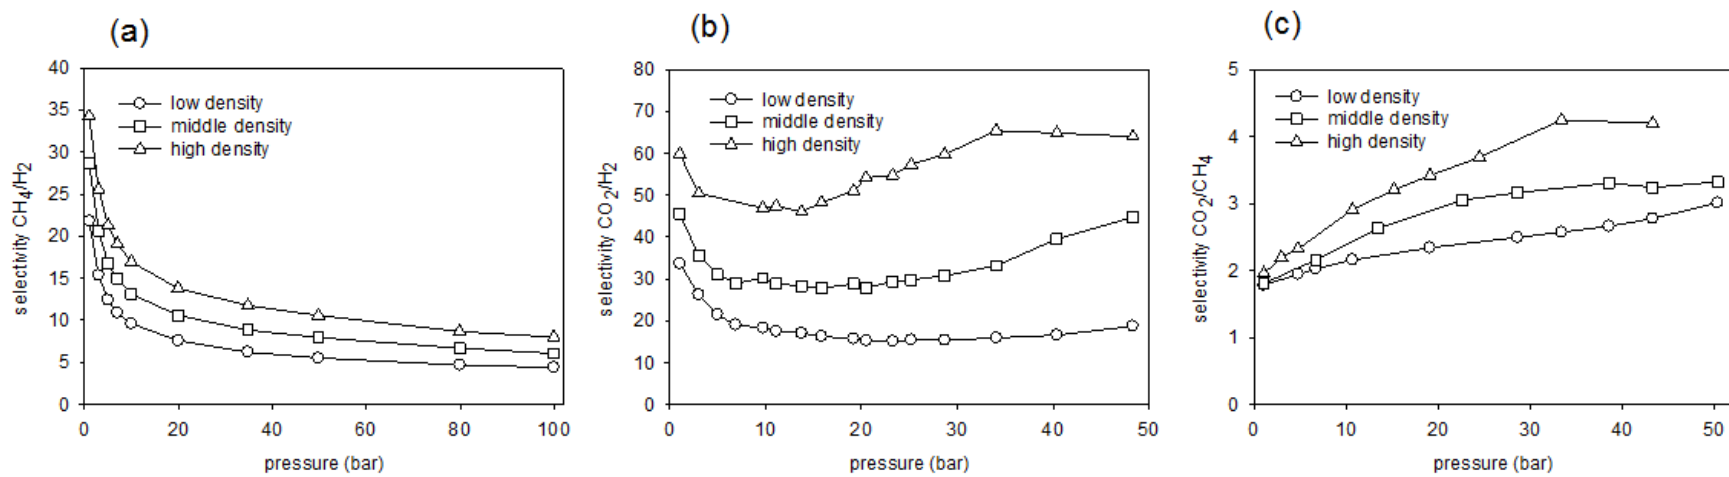 (a)
selectivity CH4/H2
40
35
30
25
20
15
10
5
0
low density
middle density
high density
0 20 40 60 80 100
pressure (bar)
(b)
selectivity CO2/H2
80
70
60
50
40
30
20
10
0
low density
middle density
high density
0 10 20 30 40 50
pressure (bar)
(c)
selectivity CO2/CH4
5
4
3
2
1
0
low density
middle density
high density
0 10 20 30 40 50
pressure (bar)